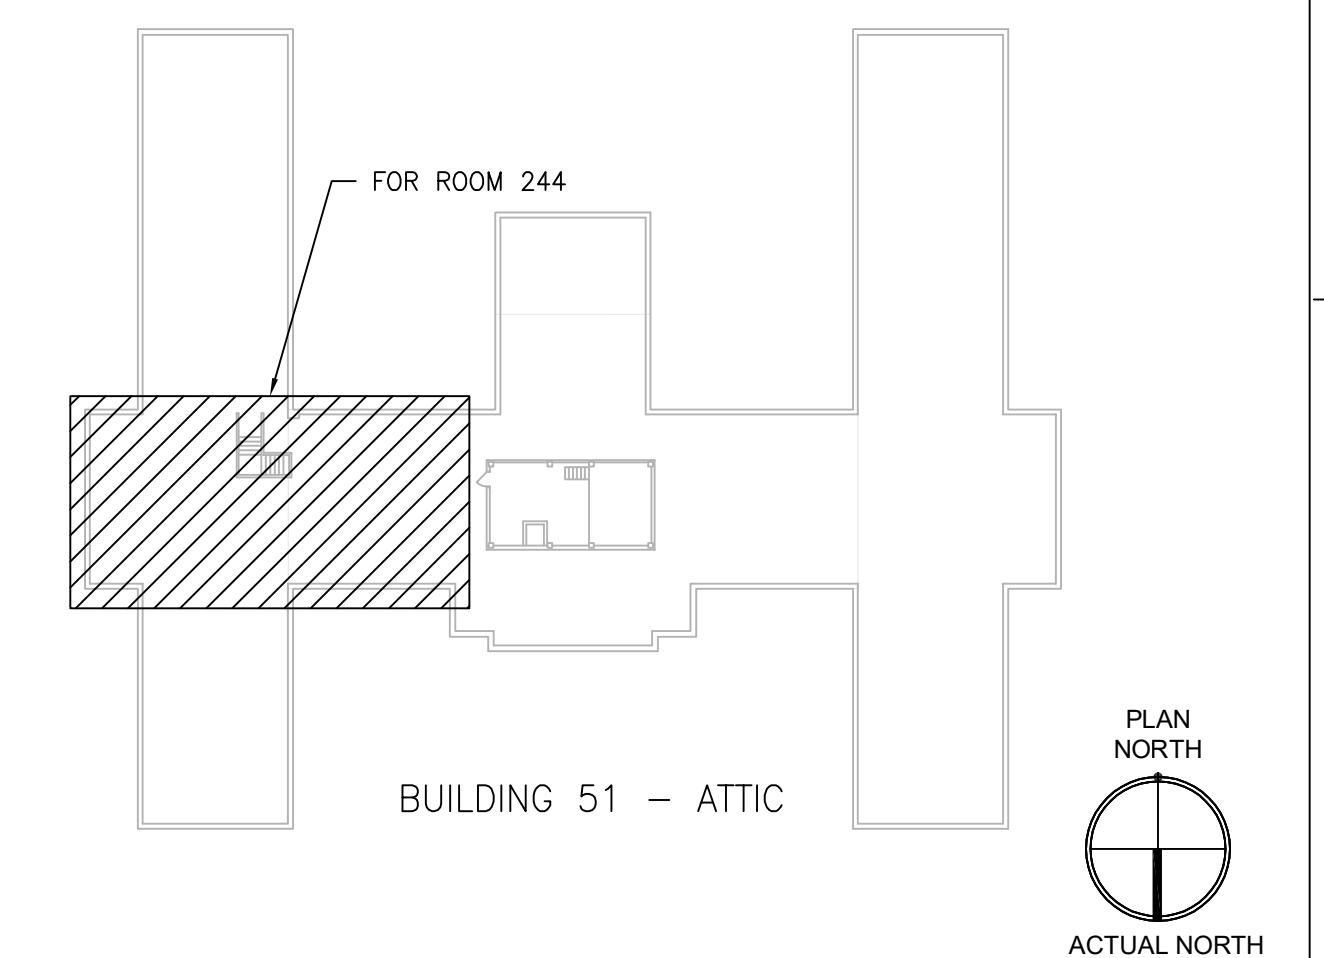 FOR ROOM 244
BUILDING 51 – ATTIC
PLAN
NORTH
ACTUAL NORTH